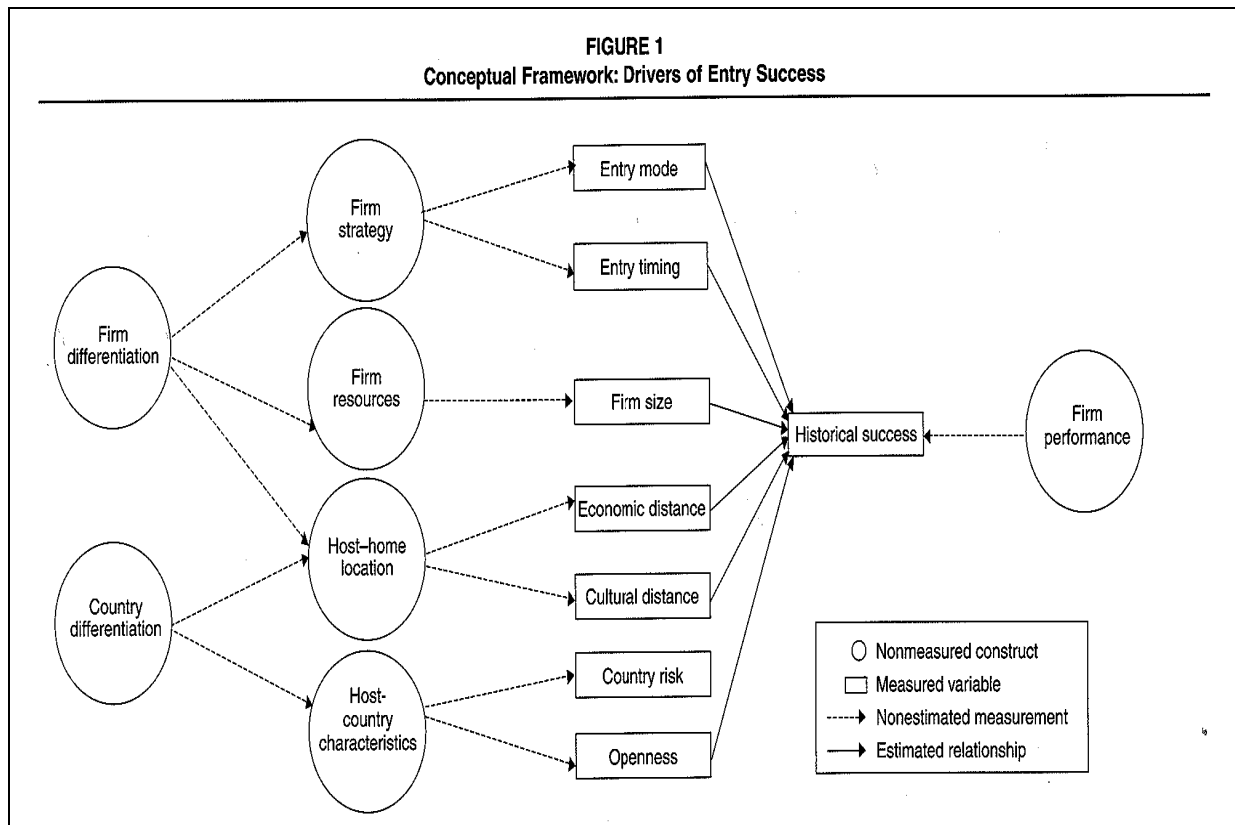 FIGURE 1
Conceptual Framework: Drivers of Entry Success
Entry mode
Firm
strategy
Entry timing
Firm
differentiation
Firm
resources
Firm size
Historical success
Firm
performance
Economic distance
Host–home
location
Cultural distance
Country
differentiation
Country risk
Host-
country
characteristics
Openness
Nonmeasured construct
Measured variable
Nonestimated measurement
Estimated relationship